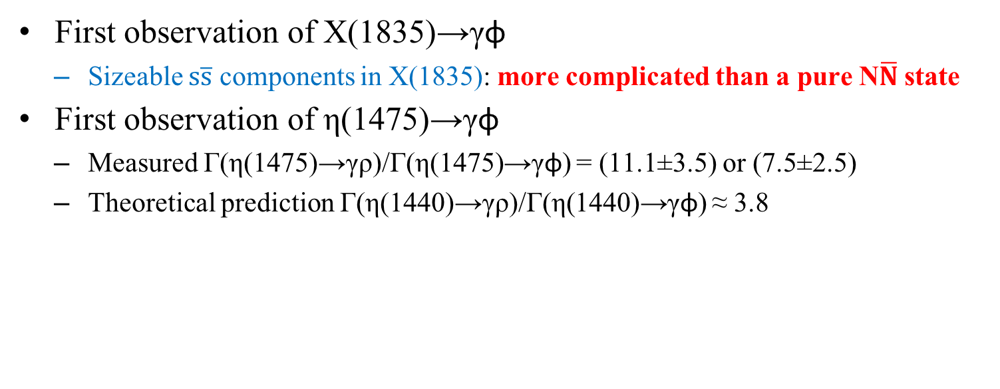 • First observation of X(1835)→γϕ
– Sizeable ss̅ components in X(1835): more complicated than a pure NN̅ state
• First observation of η(1475)→γϕ
– Measured Γ(η(1475)→γρ)/Γ(η(1475)→γϕ) = (11.1±3.5) or (7.5±2.5)
– Theoretical prediction Γ(η(1440)→γρ)/Γ(η(1440)→γϕ) ≈ 3.8